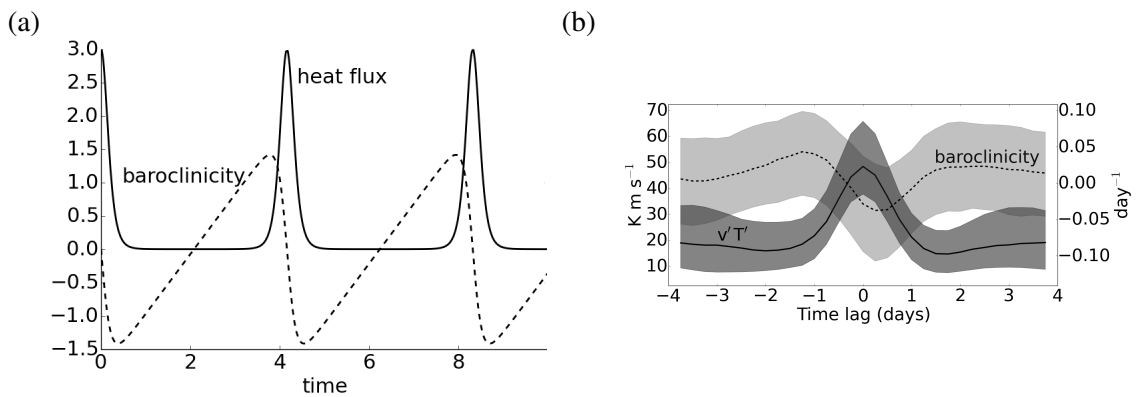 (a)
3.0
2.5
2.0
1.5
1.0
0.5
0.0
−0.5
−1.0
−1.5
heat flux
baroclinicity
0 2 4 6 8
time
(b)
70
60
50
40
30
20
10
K m s⁻¹
baroclinicity
v′T′
0.10
0.05
0.00
−0.05
−0.10
day⁻¹
−4 −3 −2 −1 0 1 2 3 4
Time lag (days)